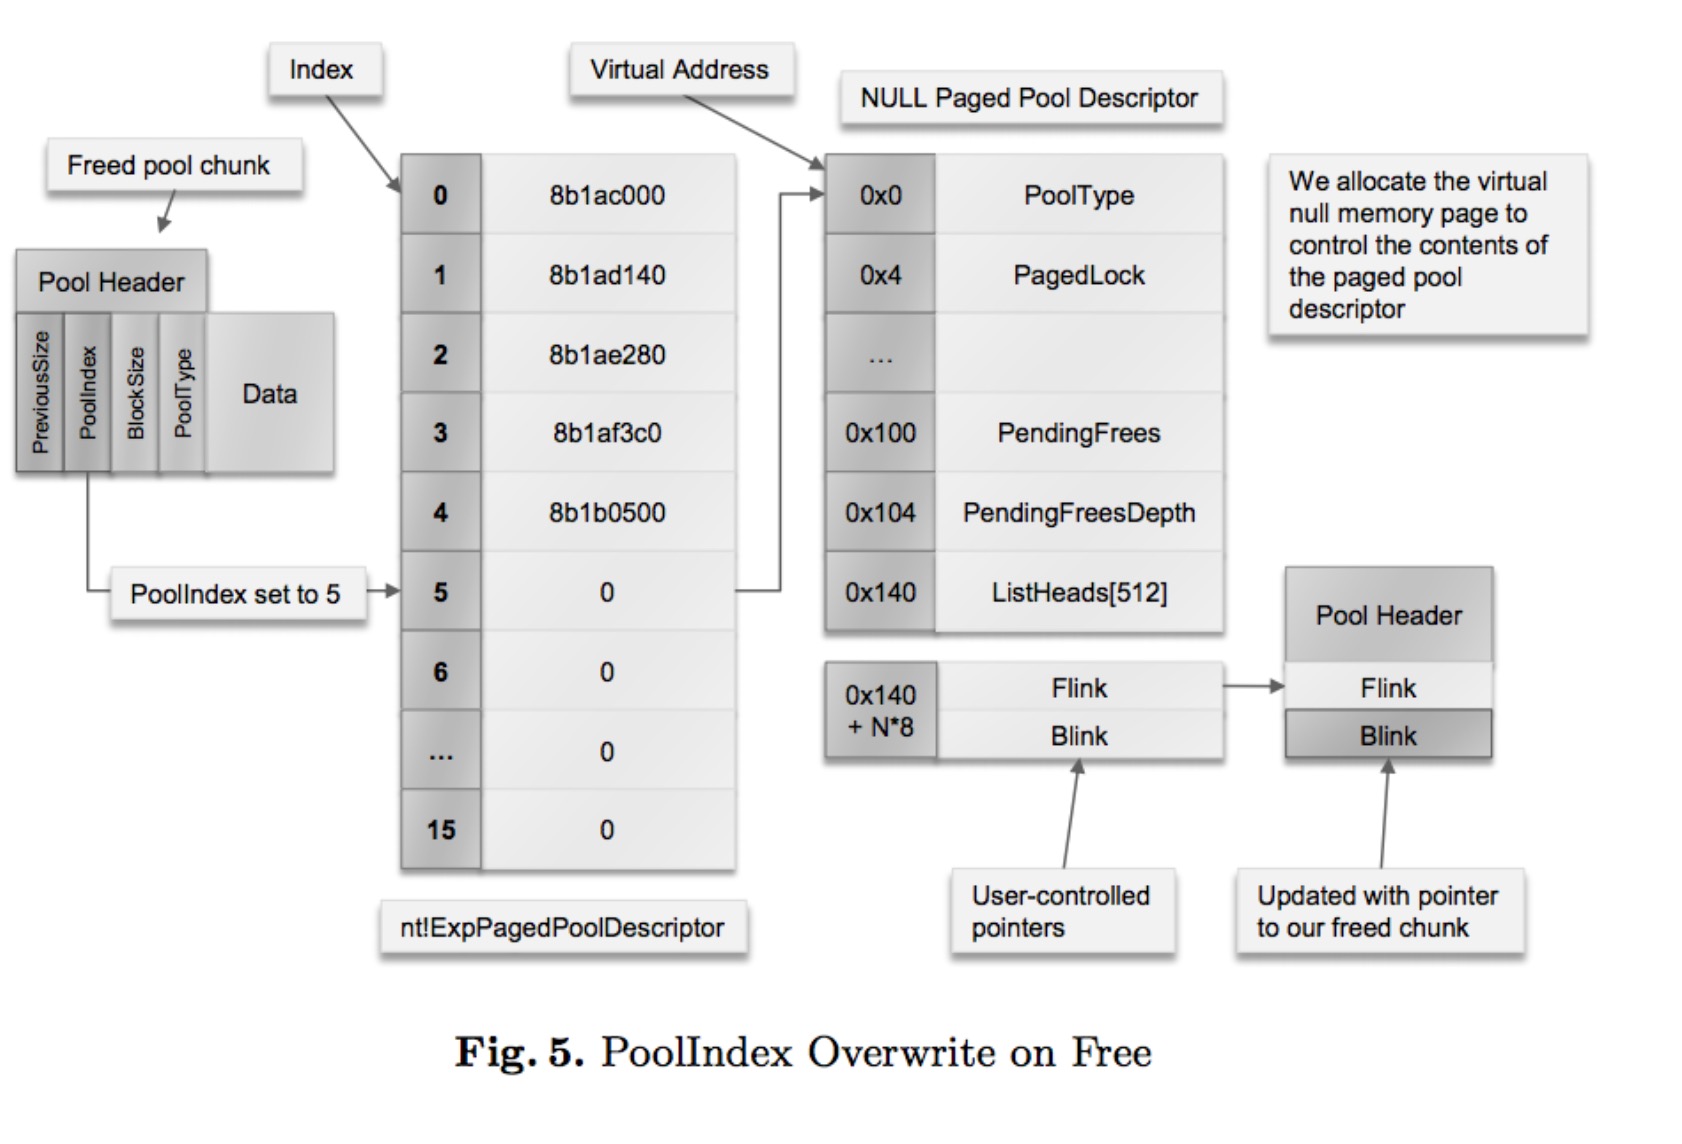 Index
Virtual Address
NULL Paged Pool Descriptor
Freed pool chunk
Pool Header
PreviousSize
PoolIndex
BlockSize
PoolType
Data
PoolIndex set to 5
0 8b1ac000
1 8b1ad140
2 8b1ae280
3 8b1af3c0
4 8b1b0500
5 0
6 0
... 0
15 0
nt!ExpPagedPoolDescriptor
0x0 PoolType
0x4 PagedLock
...
0x100 PendingFrees
0x104 PendingFreesDepth
0x140 ListHeads[512]
0x140
+ N*8
Flink
Blink
User-controlled
pointers
We allocate the virtual
null memory page to
control the contents of
the paged pool
descriptor
Pool Header
Flink
Blink
Updated with pointer
to our freed chunk
Fig. 5. PoolIndex Overwrite on Free